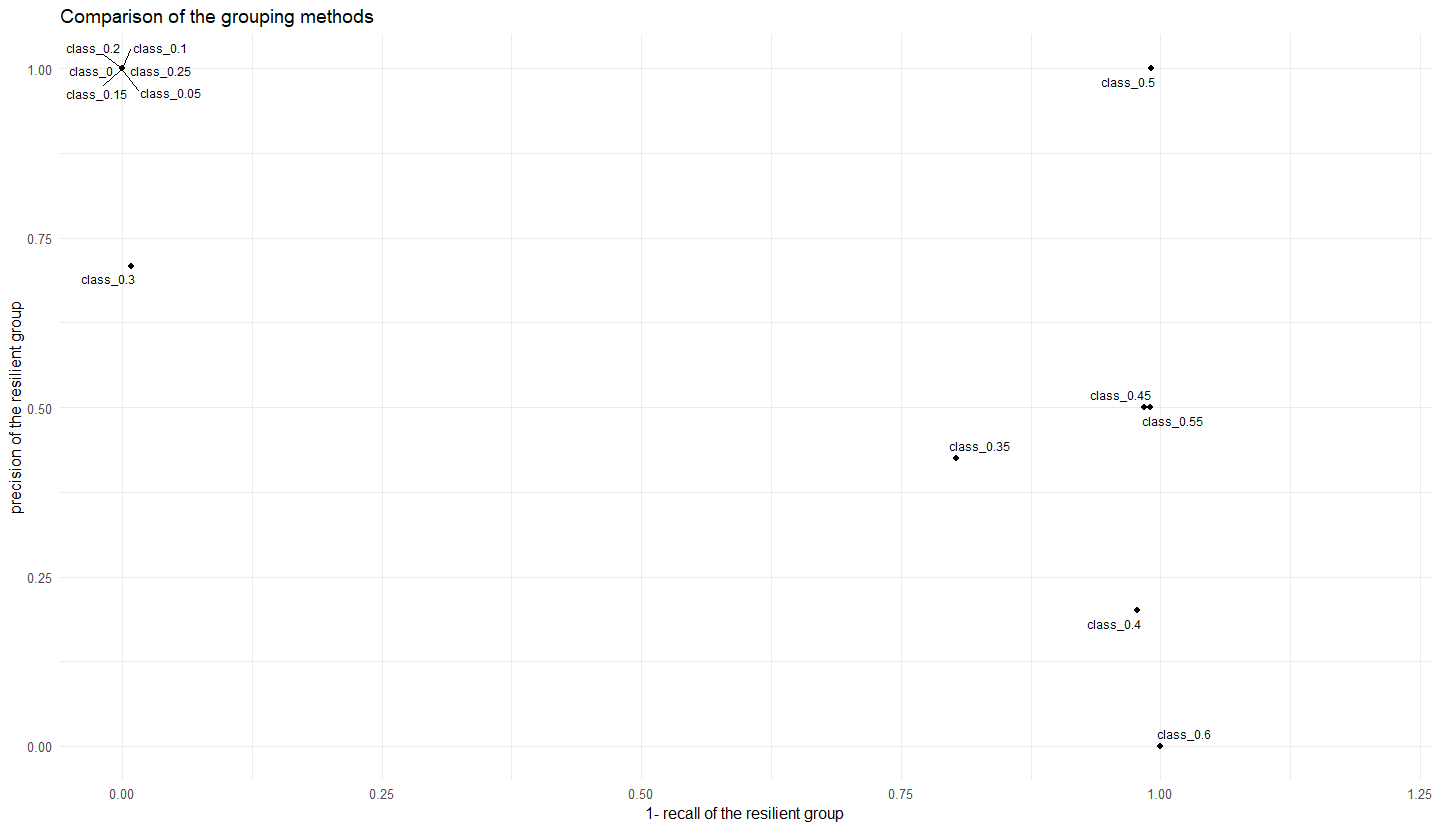 Comparison of the grouping methods
class_0.2
class_0.1
class_0
class_0.25
class_0.15
class_0.05
class_0.5
class_0.3
class_0.45
class_0.55
class_0.35
class_0.4
class_0.6
1.00
0.75
0.50
0.25
0.00
precision of the resilient group
0.00
0.25
0.50
0.75
1.00
1.25
1- recall of the resilient group